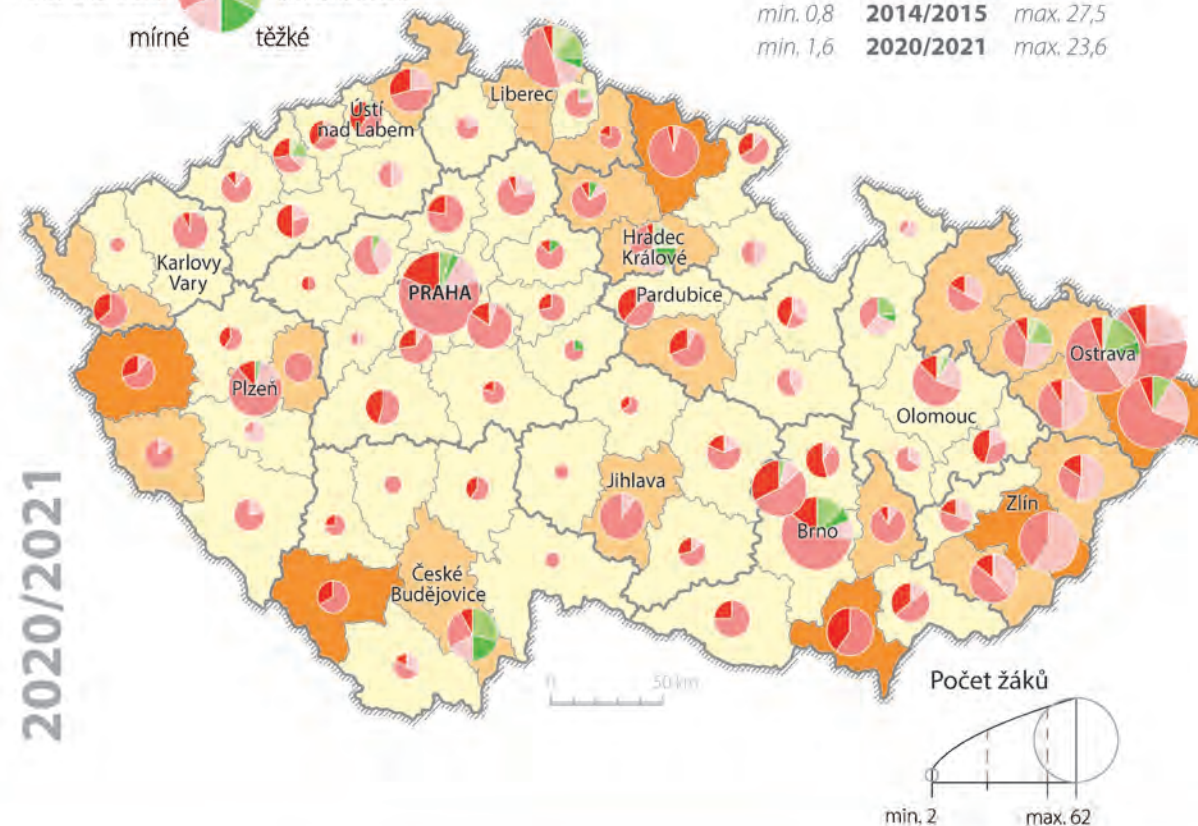 mírné
těžké
min. 0,8 2014/2015 max. 27,5
min. 1,6 2020/2021 max. 23,6
Liberec
Ústí
nad Labem
Hradec
Králové
Karlovy
Vary
PRAHA
Pardubice
Ostrava
Plzeň
Olomouc
Jihlava
Zlín
Brno
České
Budějovice
2020/2021
0 50 km
Počet žáků
min. 2 max. 62